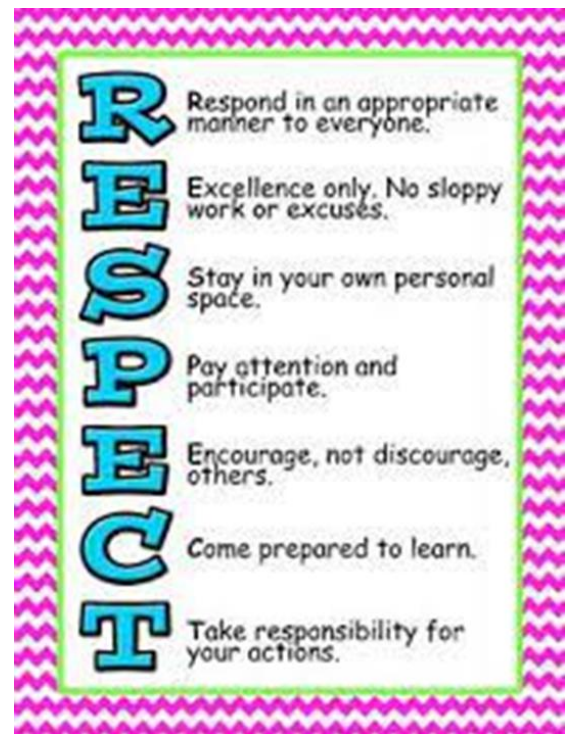 R Respond in an appropriate
manner to everyone.
E Excellence only. No sloppy
work or excuses.
S Stay in your own personal
space.
P Pay attention and
participate.
E Encourage, not discourage,
others.
C Come prepared to learn.
T Take responsibility for
your actions.